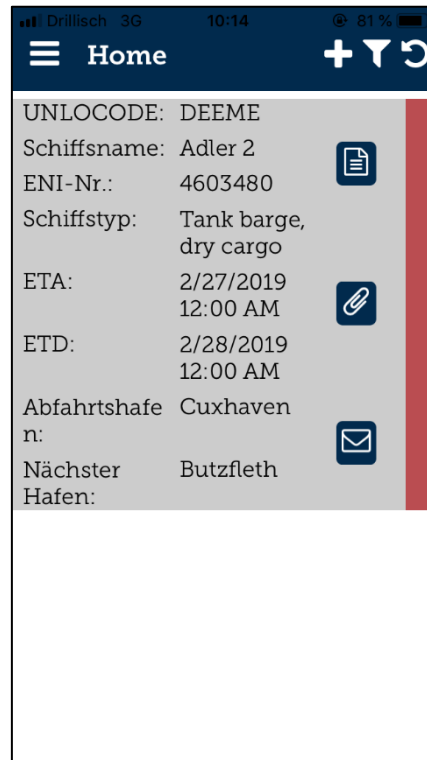 Drillisch 3G 10:14 81 %
Home
UNLOCODE: DEEME
Schiffsname: Adler 2
ENI-Nr.: 4603480
Schiffstyp: Tank barge,
dry cargo
ETA: 2/27/2019
12:00 AM
ETD: 2/28/2019
12:00 AM
Abfahrtshafe Cuxhaven
n:
Nächster Butzfleth
Hafen: